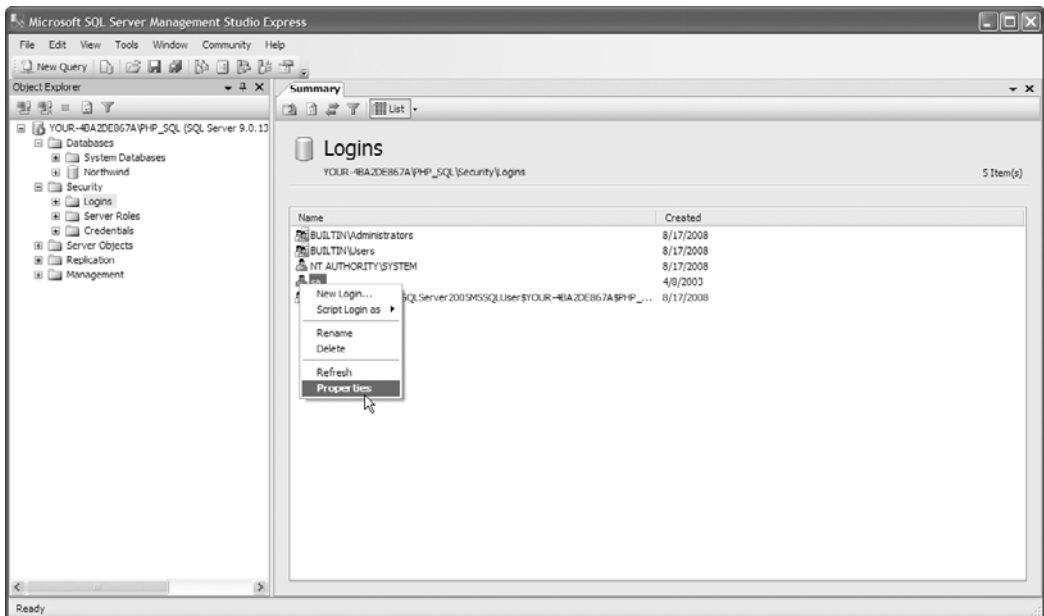 Microsoft SQL Server Management Studio Express
File Edit View Tools Window Community Help
New Query
Object Explorer
Summary
List
YOUR-4BA2DE867A\PHP_SQL (SQL Server 9.0.13
Databases
System Databases
Northwind
Security
Logins
Server Roles
Credentials
Server Objects
Replication
Management
Logins
YOUR-4BA2DE867A\PHP_SQL\Security\Logins
5 Item(s)
Name Created
BUILTIN\Administrators 8/17/2008
BUILTIN\Users 8/17/2008
NT AUTHORITY\SYSTEM 8/17/2008
sa 4/8/2003
SQLServer2005MSSQLUser$YOUR-4BA2DE867A$PHP_... 8/17/2008
New Login...
Script Login as
Rename
Delete
Refresh
Properties
Ready